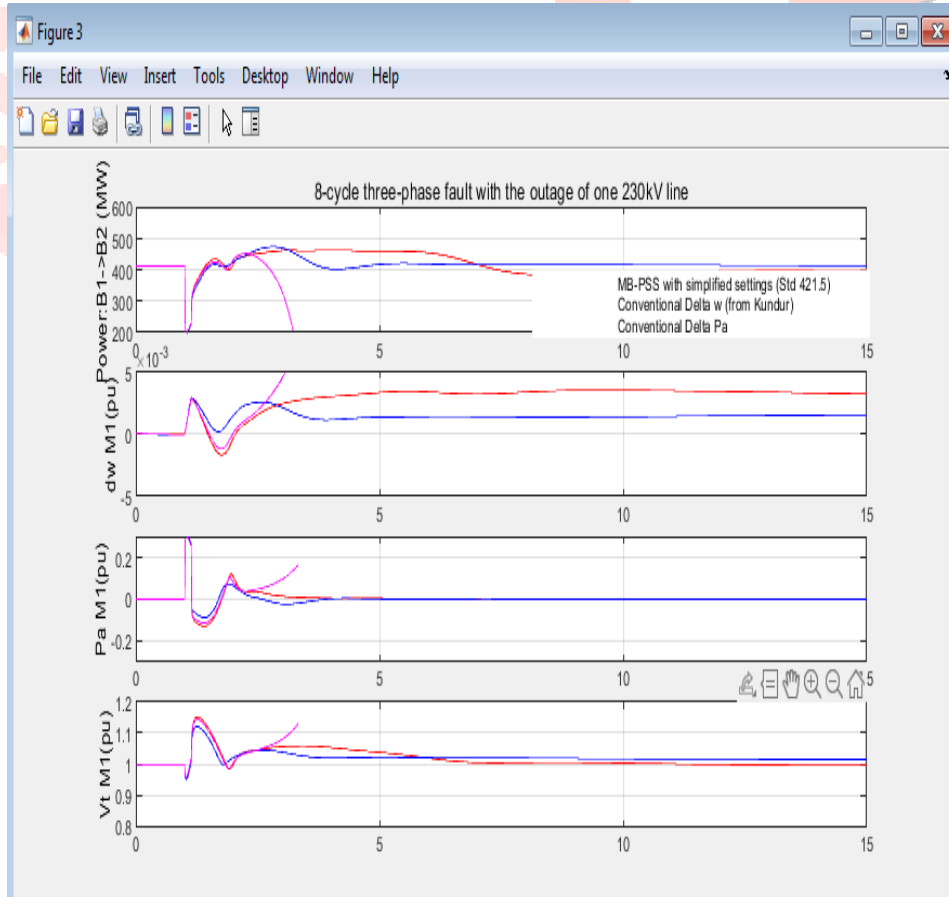 Figure 3
File Edit View Insert Tools Desktop Window Help
8-cycle three-phase fault with the outage of one 230kV line
Power:B1->B2 (MW)
600
500
400
300
200
MB-PSS with simplified settings (Std 421.5)
Conventional Delta w (from Kundur)
Conventional Delta Pa
0 5 10 15
×10-3
dw M1(pu)
5
0
-5
0 5 10 15
Pa M1(pu)
0.2
0
-0.2
0 5 10 5
Vt M1(pu)
1.2
1.1
1
0.9
0.8
0 5 10 15